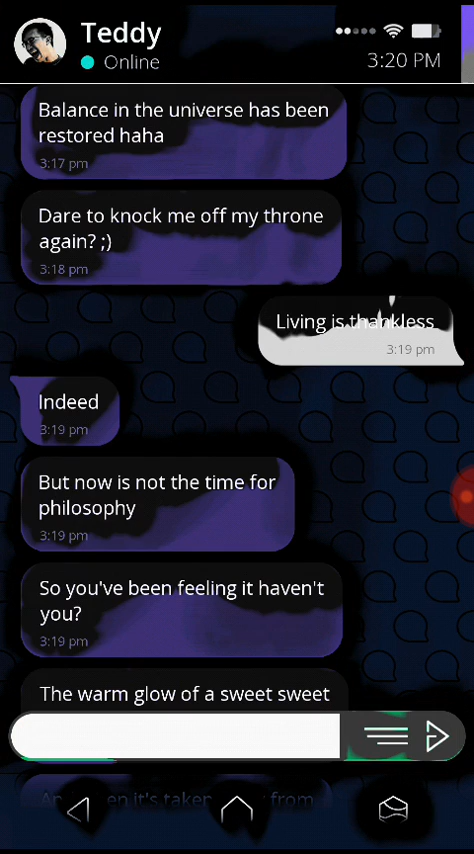 Teddy
Online
3:20 PM
Balance in the universe has been
restored haha
3:17 pm
Dare to knock me off my throne
again? ;)
3:18 pm
Living is thankless
3:19 pm
Indeed
3:19 pm
But now is not the time for
philosophy
3:19 pm
So you've been feeling it haven't
you?
3:19 pm
The warm glow of a sweet sweet
it's taken from